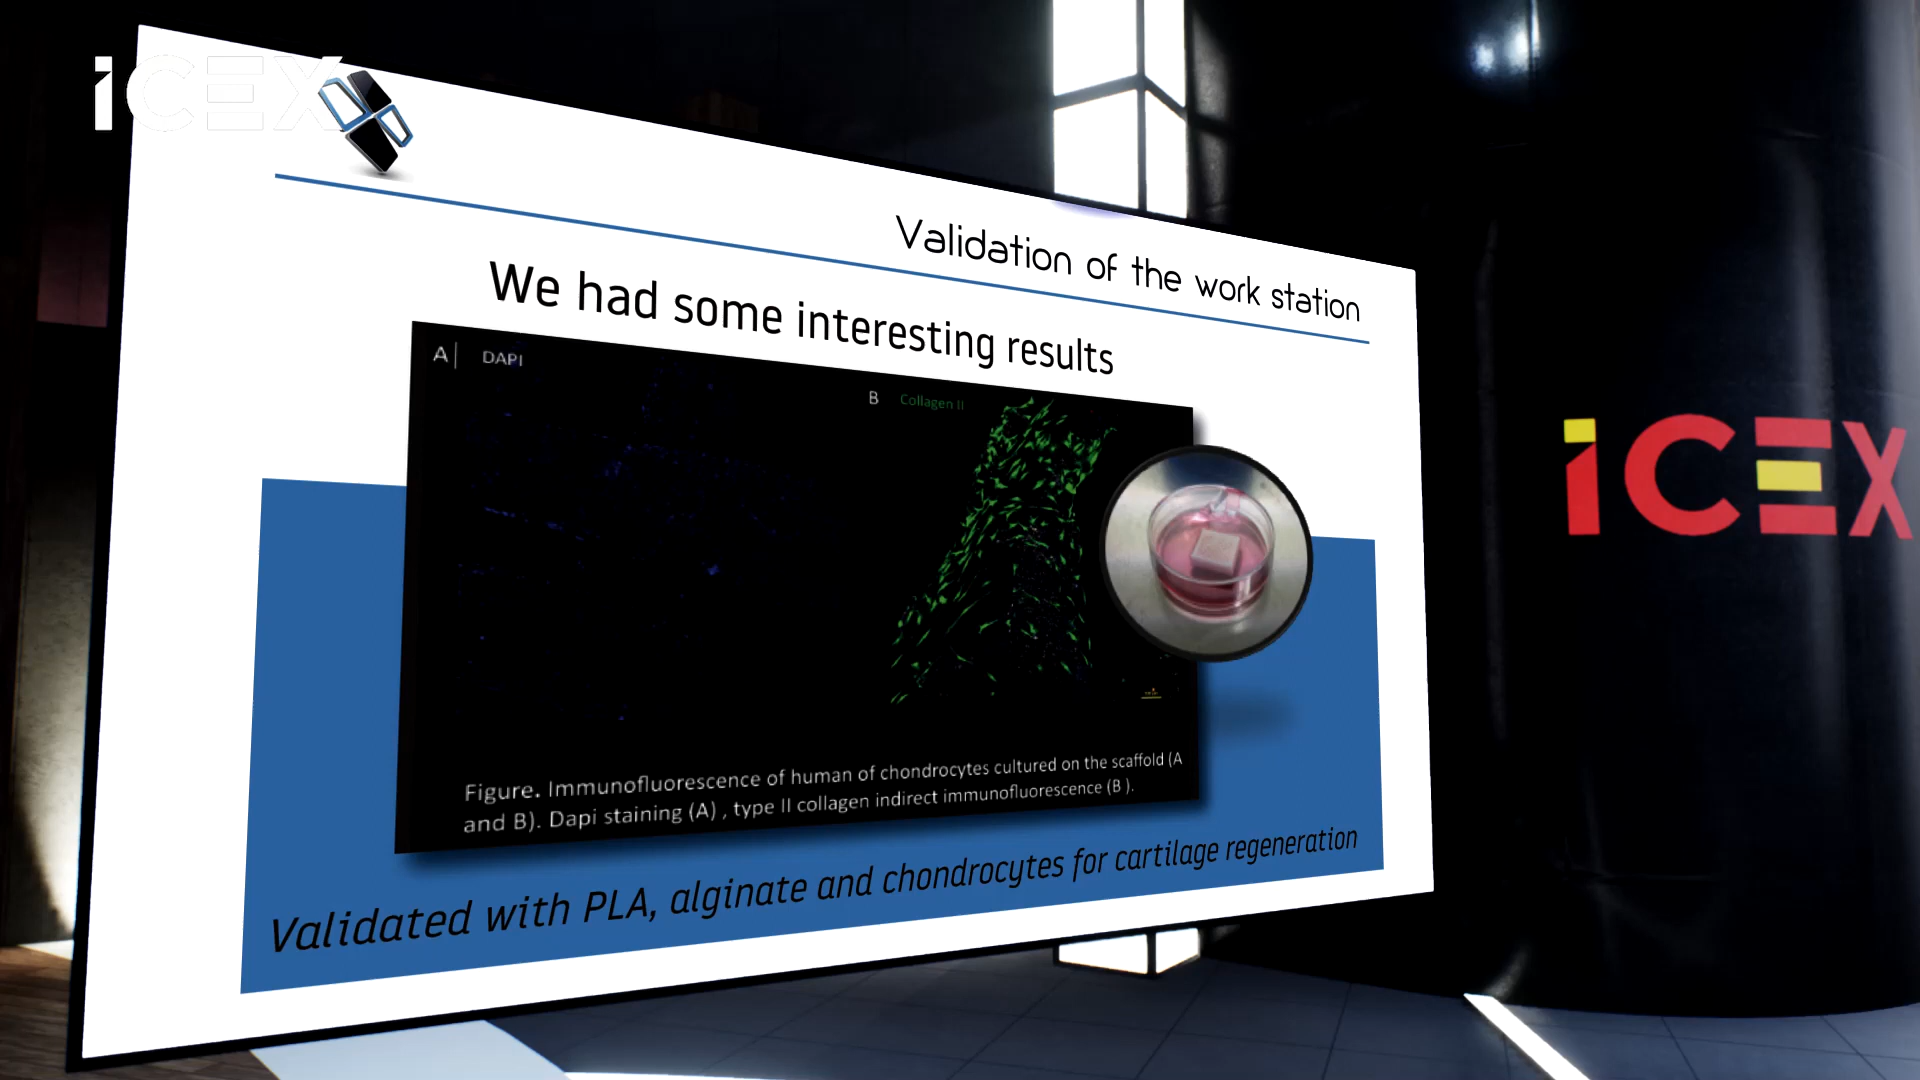 iCEX
Validation of the work station
We had some interesting results
A| DAPI
B Collagen II
Figure. Immunofluorescence of human of chondrocytes cultured on the scaffold (A
and B). Dapi staining (A) , type II collagen indirect immunofluorescence (B ).
Validated with PLA, alginate and chondrocytes for cartilage regeneration
iCEX